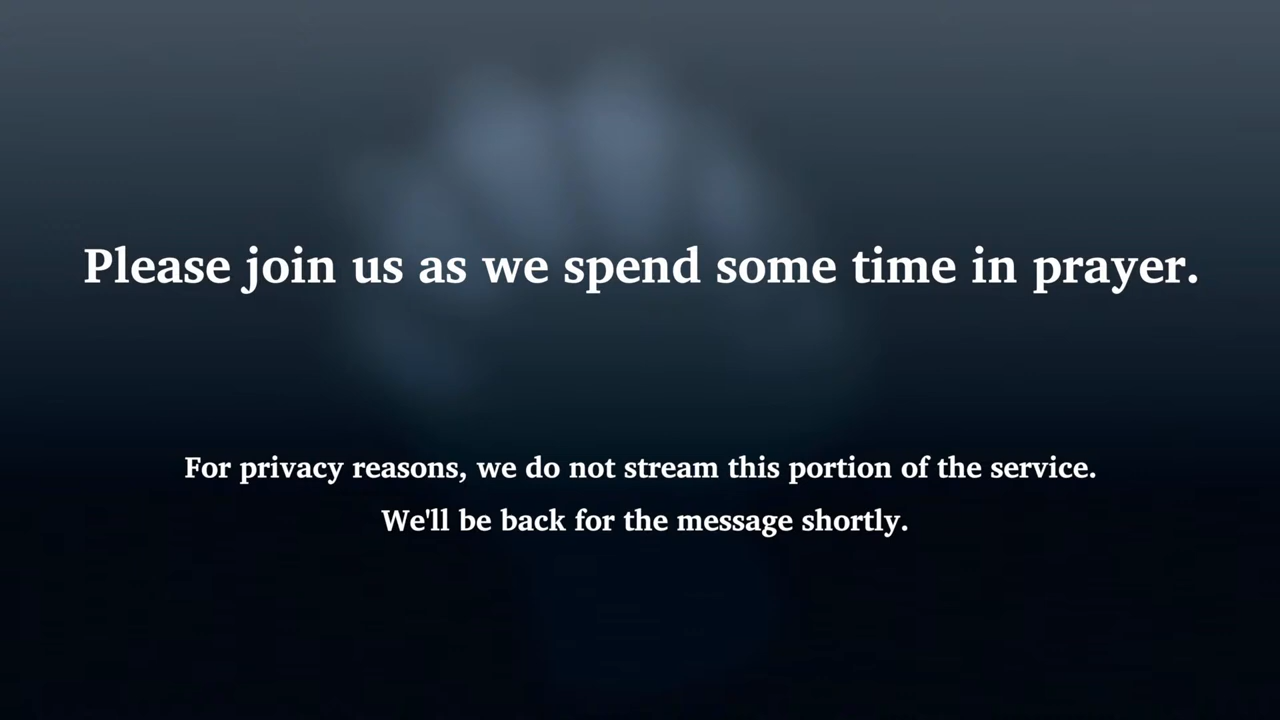 Please join us as we spend some time in prayer.
For privacy reasons, we do not stream this portion of the service.
We'll be back for the message shortly.